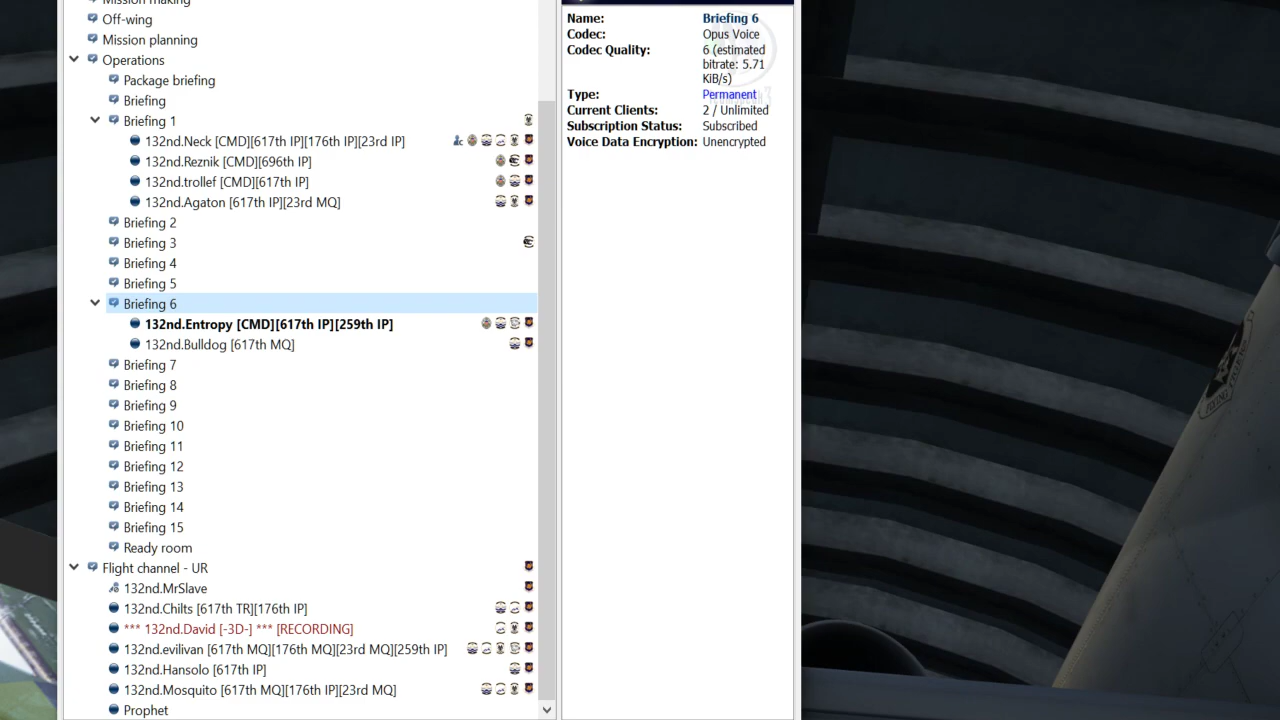 Mission making
Off-wing
Mission planning
Operations
Package briefing
Briefing
Briefing 1
132nd.Neck [CMD][617th IP][176th IP][23rd IP]
132nd.Reznik [CMD][696th IP]
132nd.trollef [CMD][617th IP]
132nd.Agaton [617th IP][23rd MQ]
Briefing 2
Briefing 3
Briefing 4
Briefing 5
Briefing 6
132nd.Entropy [CMD][617th IP][259th IP]
132nd.Bulldog [617th MQ]
Briefing 7
Briefing 8
Briefing 9
Briefing 10
Briefing 11
Briefing 12
Briefing 13
Briefing 14
Briefing 15
Ready room
Flight channel - UR
132nd.MrSlave
132nd.Chilts [617th TR][176th IP]
*** 132nd.David [-3D-] *** [RECORDING]
132nd.evilivan [617th MQ][176th MQ][23rd MQ][259th IP]
132nd.Hansolo [617th IP]
132nd.Mosquito [617th MQ][176th IP][23rd MQ]
Prophet
Name: Briefing 6
Codec: Opus Voice
Codec Quality: 6 (estimated
bitrate: 5.71
KiB/s)
Type: Permanent
Current Clients: 2 / Unlimited
Subscription Status: Subscribed
Voice Data Encryption: Unencrypted